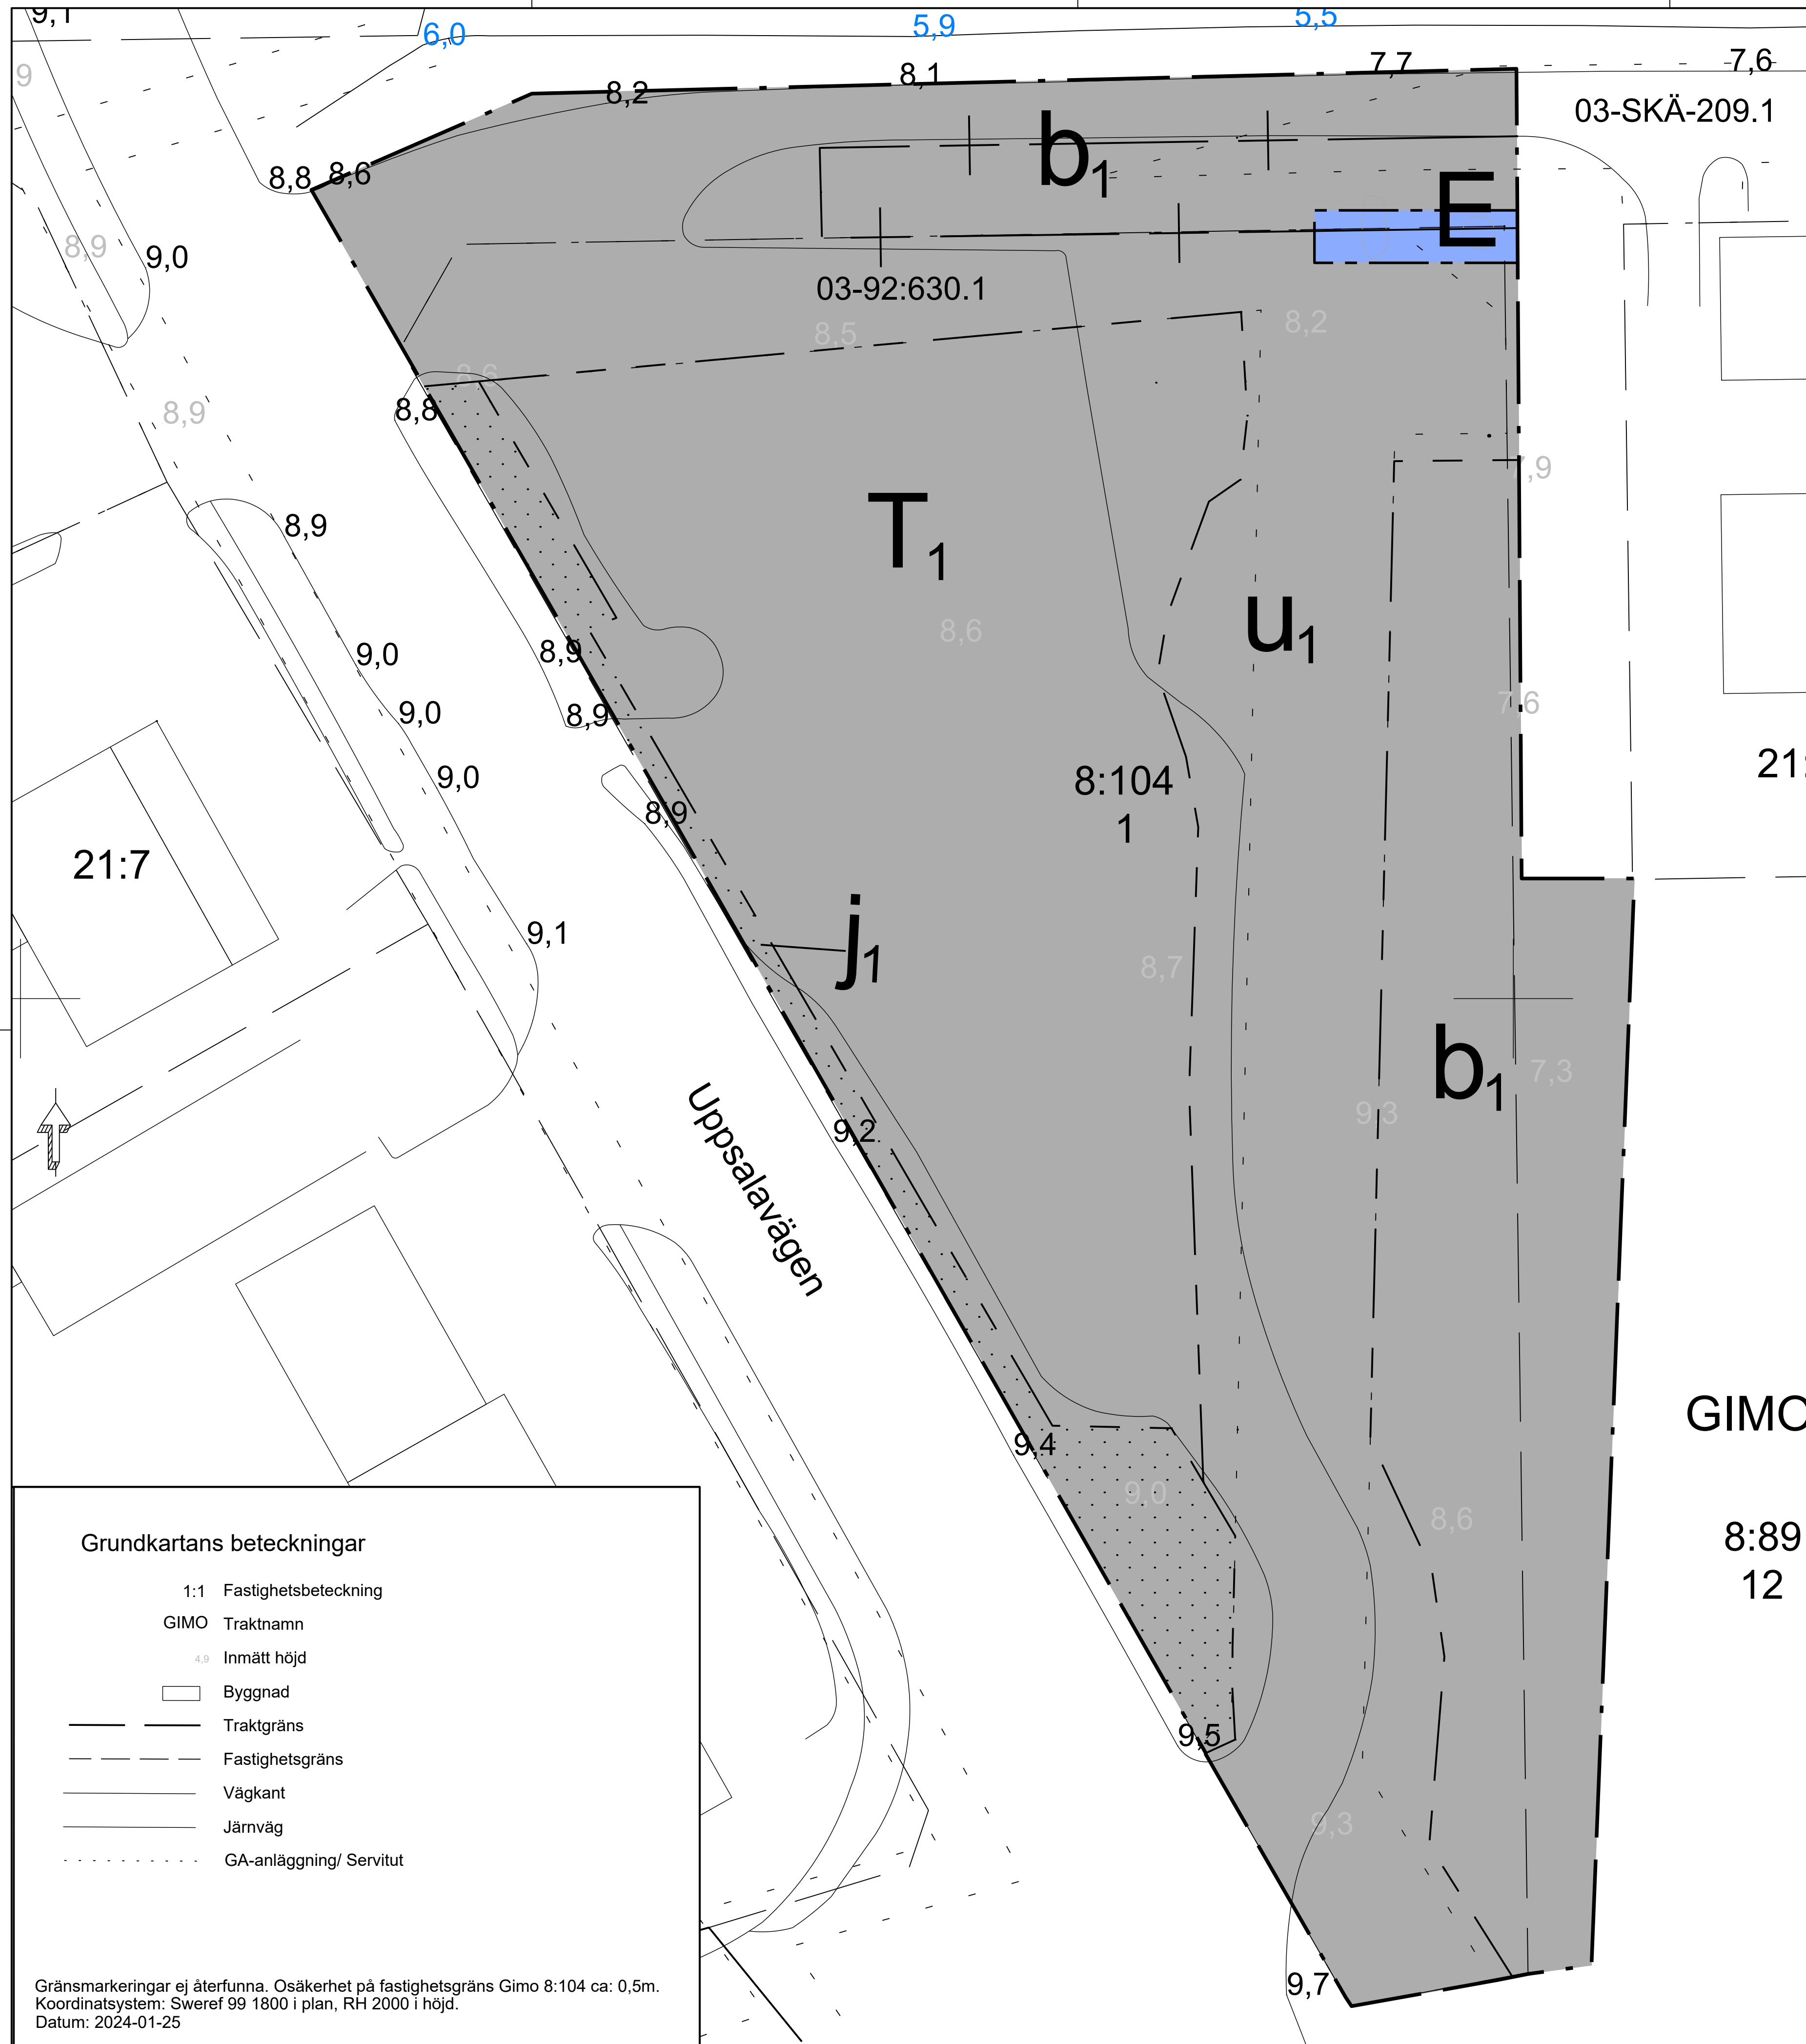 9,1
6,0
5,9
5,5
9
8,2
8,1
7,7
7,6
03-SKÄ-209.1
b1
8,8
8,6
E
8,9
9,0
03-92:630.1
8,5
8,2
8,6
8,9
8,8
7,9
8,9
T1
u1
8,6
9,0
8,9
7,6
9,0
8,9
8:104
1
21:
9,0
8,9
21:7
9,1
j1
8,7
b1
7,3
9,3
9,2
Uppsalavägen
GIMO
9,4
9,0
8,6
8:89
12
9,5
9,3
9,7
Grundkartans beteckningar
1:1 Fastighetsbeteckning
GIMO Traktnamn
4,9 Inmätt höjd
Byggnad
Traktgräns
Fastighetsgräns
Vägkant
Järnväg
GA-anläggning/ Servitut
Gränsmarkeringar ej återfunna. Osäkerhet på fastighetsgräns Gimo 8:104 ca: 0,5m.
Koordinatsystem: Sweref 99 1800 i plan, RH 2000 i höjd.
Datum: 2024-01-25